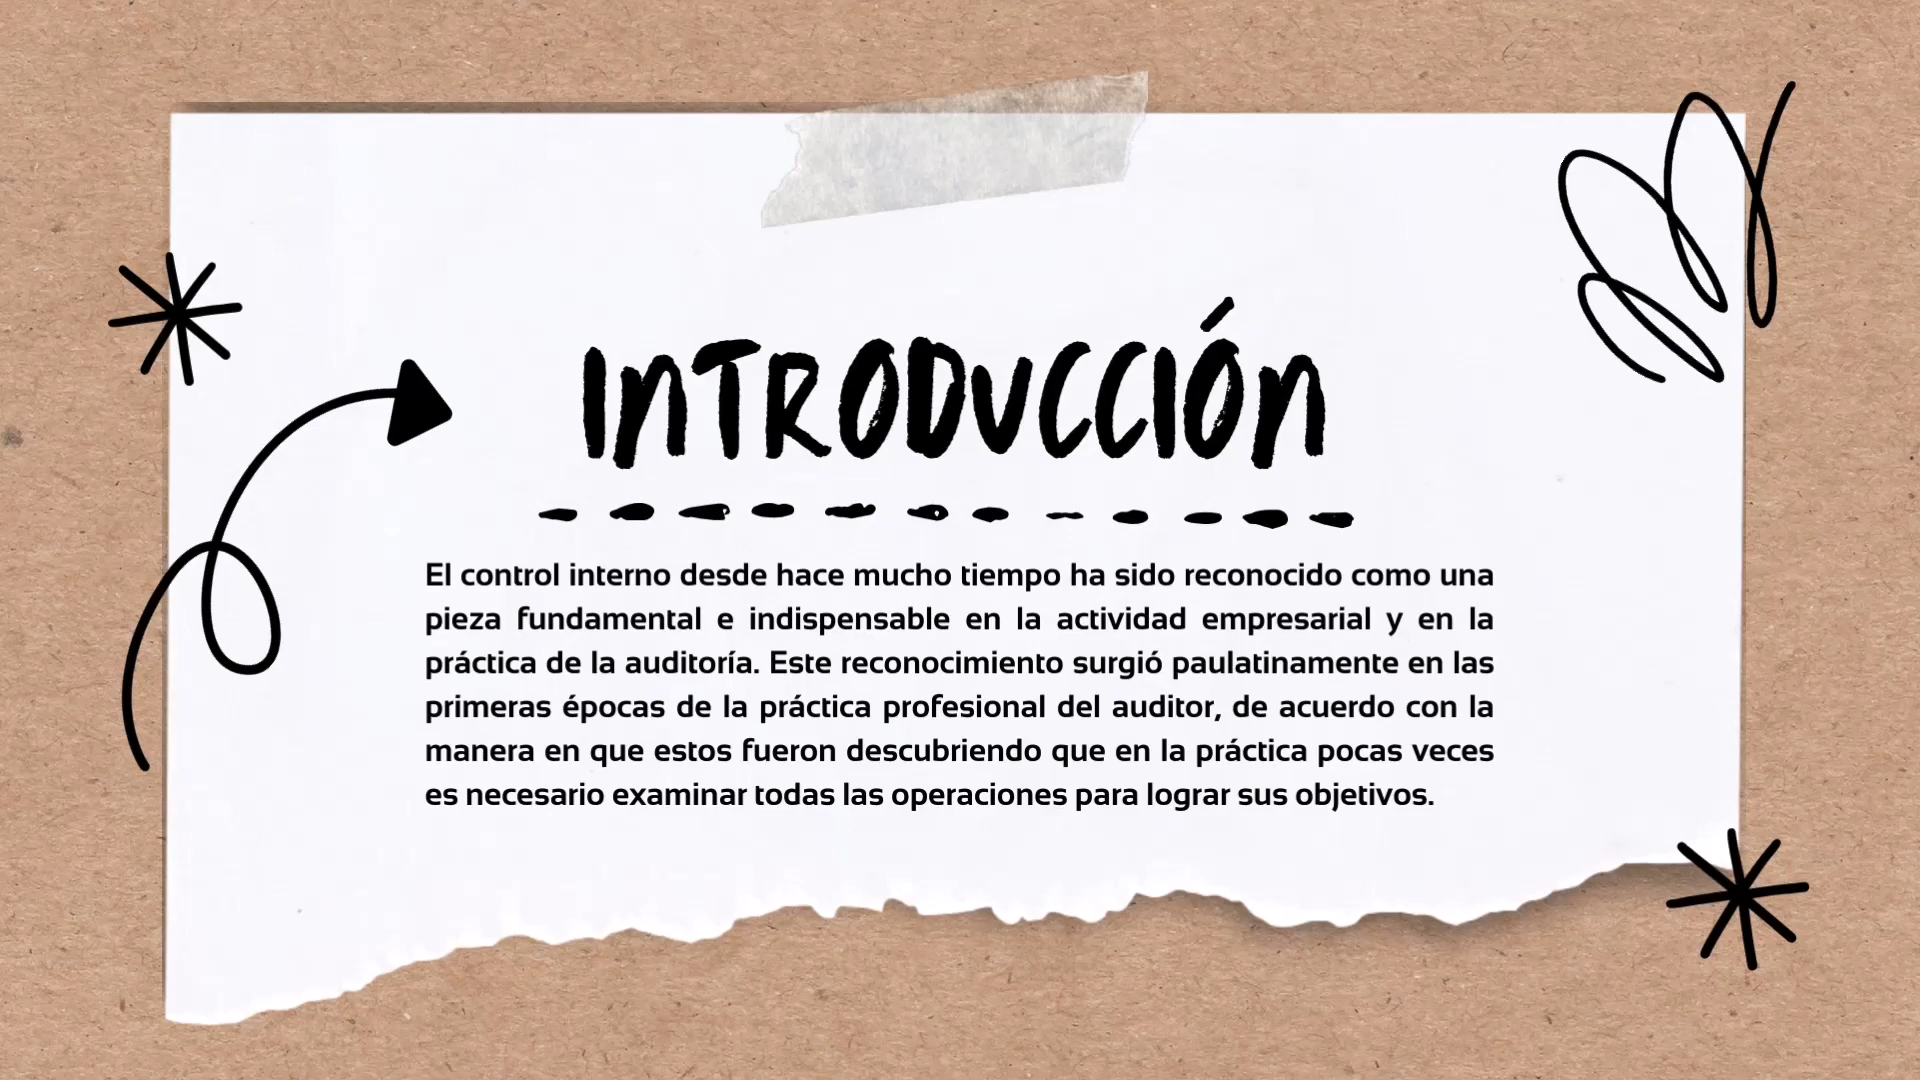 INTRODUCCIÓN
El control interno desde hace mucho tiempo ha sido reconocido como una
pieza fundamental e indispensable en la actividad empresarial y en la
práctica de la auditoría. Este reconocimiento surgió paulatinamente en las
primeras épocas de la práctica profesional del auditor, de acuerdo con la
manera en que estos fueron descubriendo que en la práctica pocas veces
es necesario examinar todas las operaciones para lograr sus objetivos.